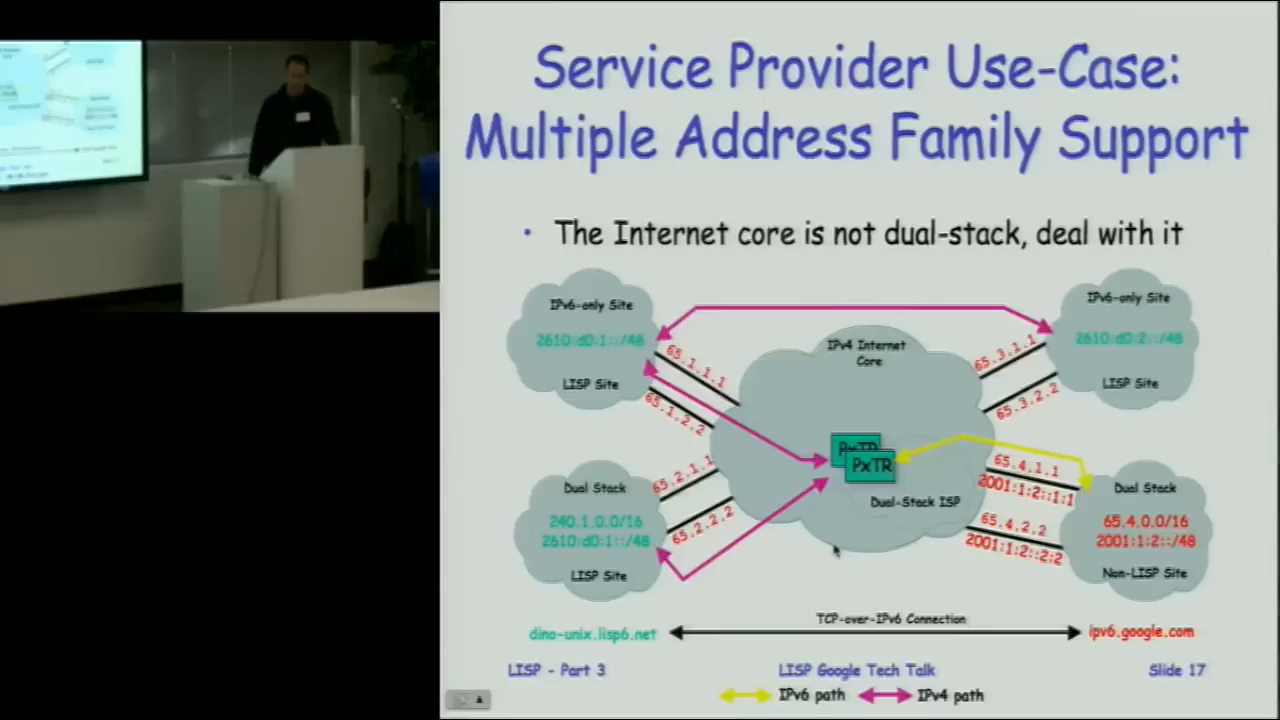 Service Provider Use-Case:
Multiple Address Family Support
• The Internet core is not dual-stack, deal with it
IPv6-only Site
2610:d0:1::/48
LISP Site
65.1.1.1
65.1.2.2
IPv4 Internet
Core
IPv6-only Site
2610:d0:2::/48
LISP Site
65.3.1.1
65.3.2.2
PxTR
PxTR
Dual-Stack ISP
Dual Stack
240.1.0.0/16
2610:d0:1::/48
LISP Site
65.2.1.1
65.2.2.2
65.4.1.1
2001:1:2::1:1
65.4.2.2
2001:1:2::2:2
Dual Stack
65.4.0.0/16
2001:1:2::/48
Non-LISP Site
TCP-over-IPv6 Connection
dino-unix.lisp6.net
ipv6.google.com
LISP - Part 3
LISP Google Tech Talk
Slide 17
IPv6 path
IPv4 path